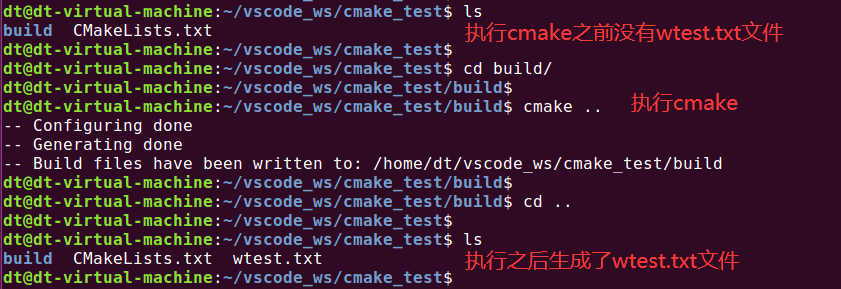 dt@dt-virtual-machine:~/vscode_ws/cmake_test$ ls
build  CMakeLists.txt 执行cmake之前没有wtest.txt文件
dt@dt-virtual-machine:~/vscode_ws/cmake_test$
dt@dt-virtual-machine:~/vscode_ws/cmake_test$ cd build/
dt@dt-virtual-machine:~/vscode_ws/cmake_test/build$
dt@dt-virtual-machine:~/vscode_ws/cmake_test/build$ cmake .. 执行cmake
-- Configuring done
-- Generating done
-- Build files have been written to: /home/dt/vscode_ws/cmake_test/build
dt@dt-virtual-machine:~/vscode_ws/cmake_test/build$
dt@dt-virtual-machine:~/vscode_ws/cmake_test/build$ cd ..
dt@dt-virtual-machine:~/vscode_ws/cmake_test$
dt@dt-virtual-machine:~/vscode_ws/cmake_test$ ls
build  CMakeLists.txt  wtest.txt 执行之后生成了wtest.txt文件
dt@dt-virtual-machine:~/vscode_ws/cmake_test$